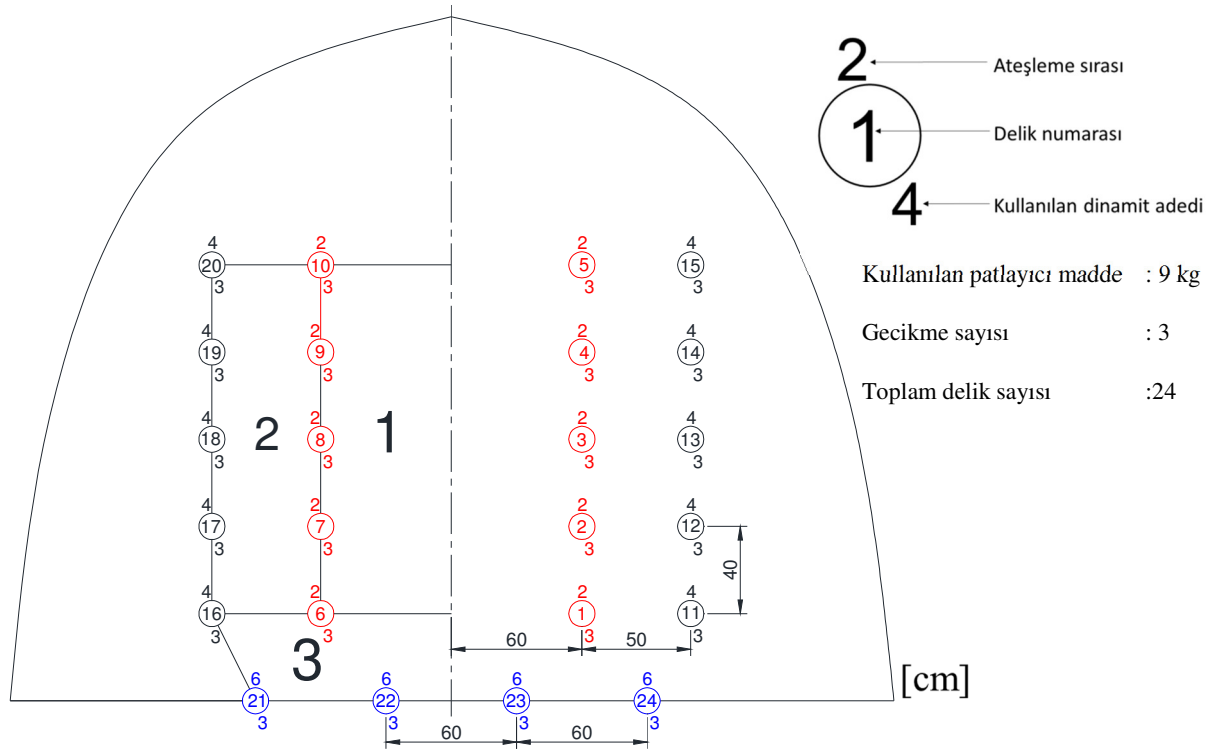 2
Ateşleme sırası
1
Delik numarası
4
Kullanılan dinamit adedi
Kullanılan patlayıcı madde : 9 kg
Gecikme sayısı : 3
Toplam delik sayısı :24
4 2 2 4
20 10 5 15
3 3 3 3
4 2 2 4
19 9 4 14
3 3 3 3
2 1
4 2 2 4
18 8 3 13
3 3 3 3
4 2 2 4
17 7 2 12
3 3 3 3
40
4 2 2 4
16 6 1 11
3 3 3 3
60 50
3
6 6 6 6
21 22 23 24
3 3 3 3
60 60
[cm]